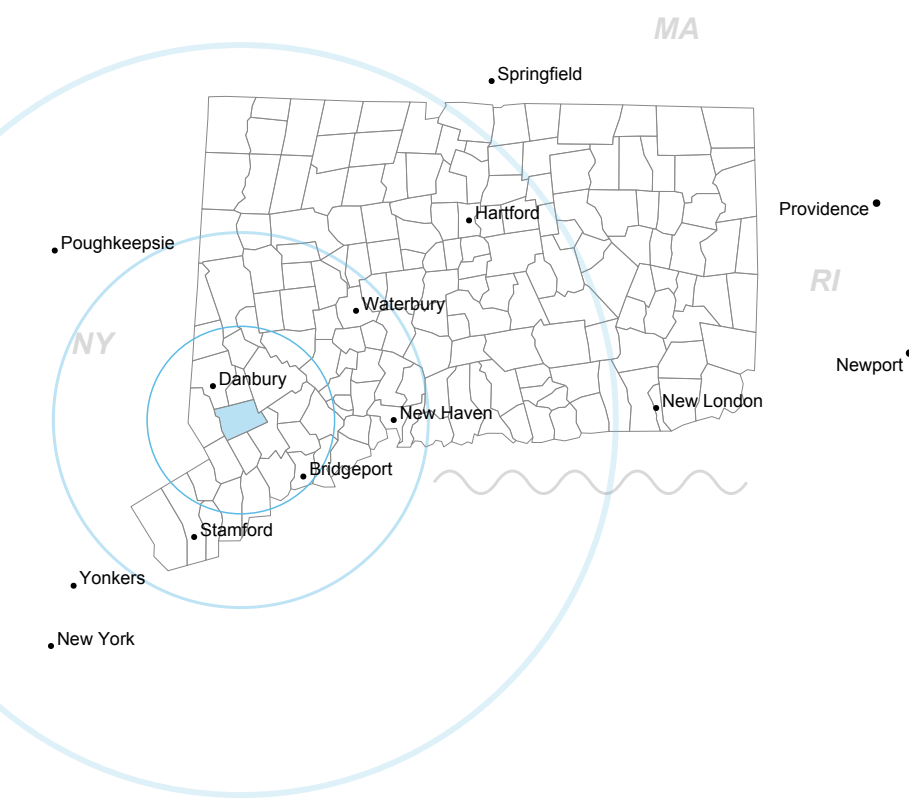 MA
Springfield
Hartford
Providence
Poughkeepsie
RI
Waterbury
NY
Newport
Danbury
New London
New Haven
Bridgeport
Stamford
Yonkers
New York